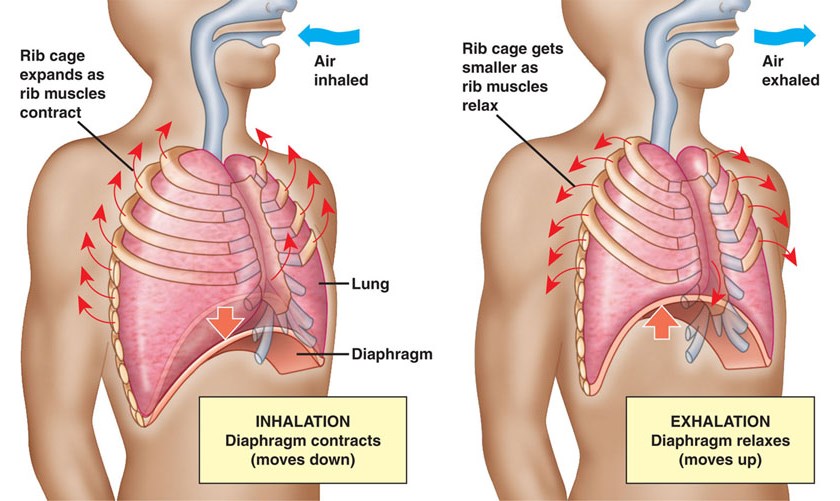 Rib cage
expands as
rib muscles
contract
Air
inhaled
Lung
Diaphragm
INHALATION
Diaphragm contracts
(moves down)
Rib cage gets
smaller as
rib muscles
relax
Air
exhaled
EXHALATION
Diaphragm relaxes
(moves up)